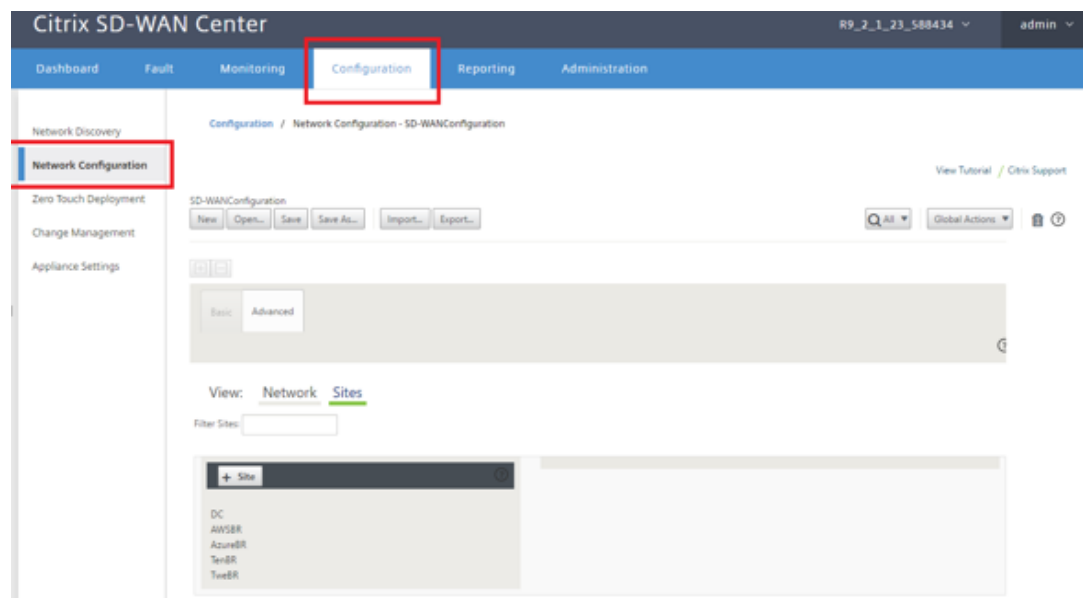 Citrix SD-WAN Center R9_2_1_23_588434 admin
Dashboard Fault Monitoring Configuration Reporting Administration
Configuration / Network Configuration - SD-WANConfiguration
Network Discovery
Network Configuration
Zero Touch Deployment
Change Management
Appliance Settings
View Tutorial / Citrix Support
SD-WANConfiguration
New Open... Save Save As... Import... Export... All Global Actions ?
+ -
Basic Advanced
?
View: Network Sites
Filter Sites:
+ Site ?
DC
AWSBR
AzureBR
TenBR
TweBR